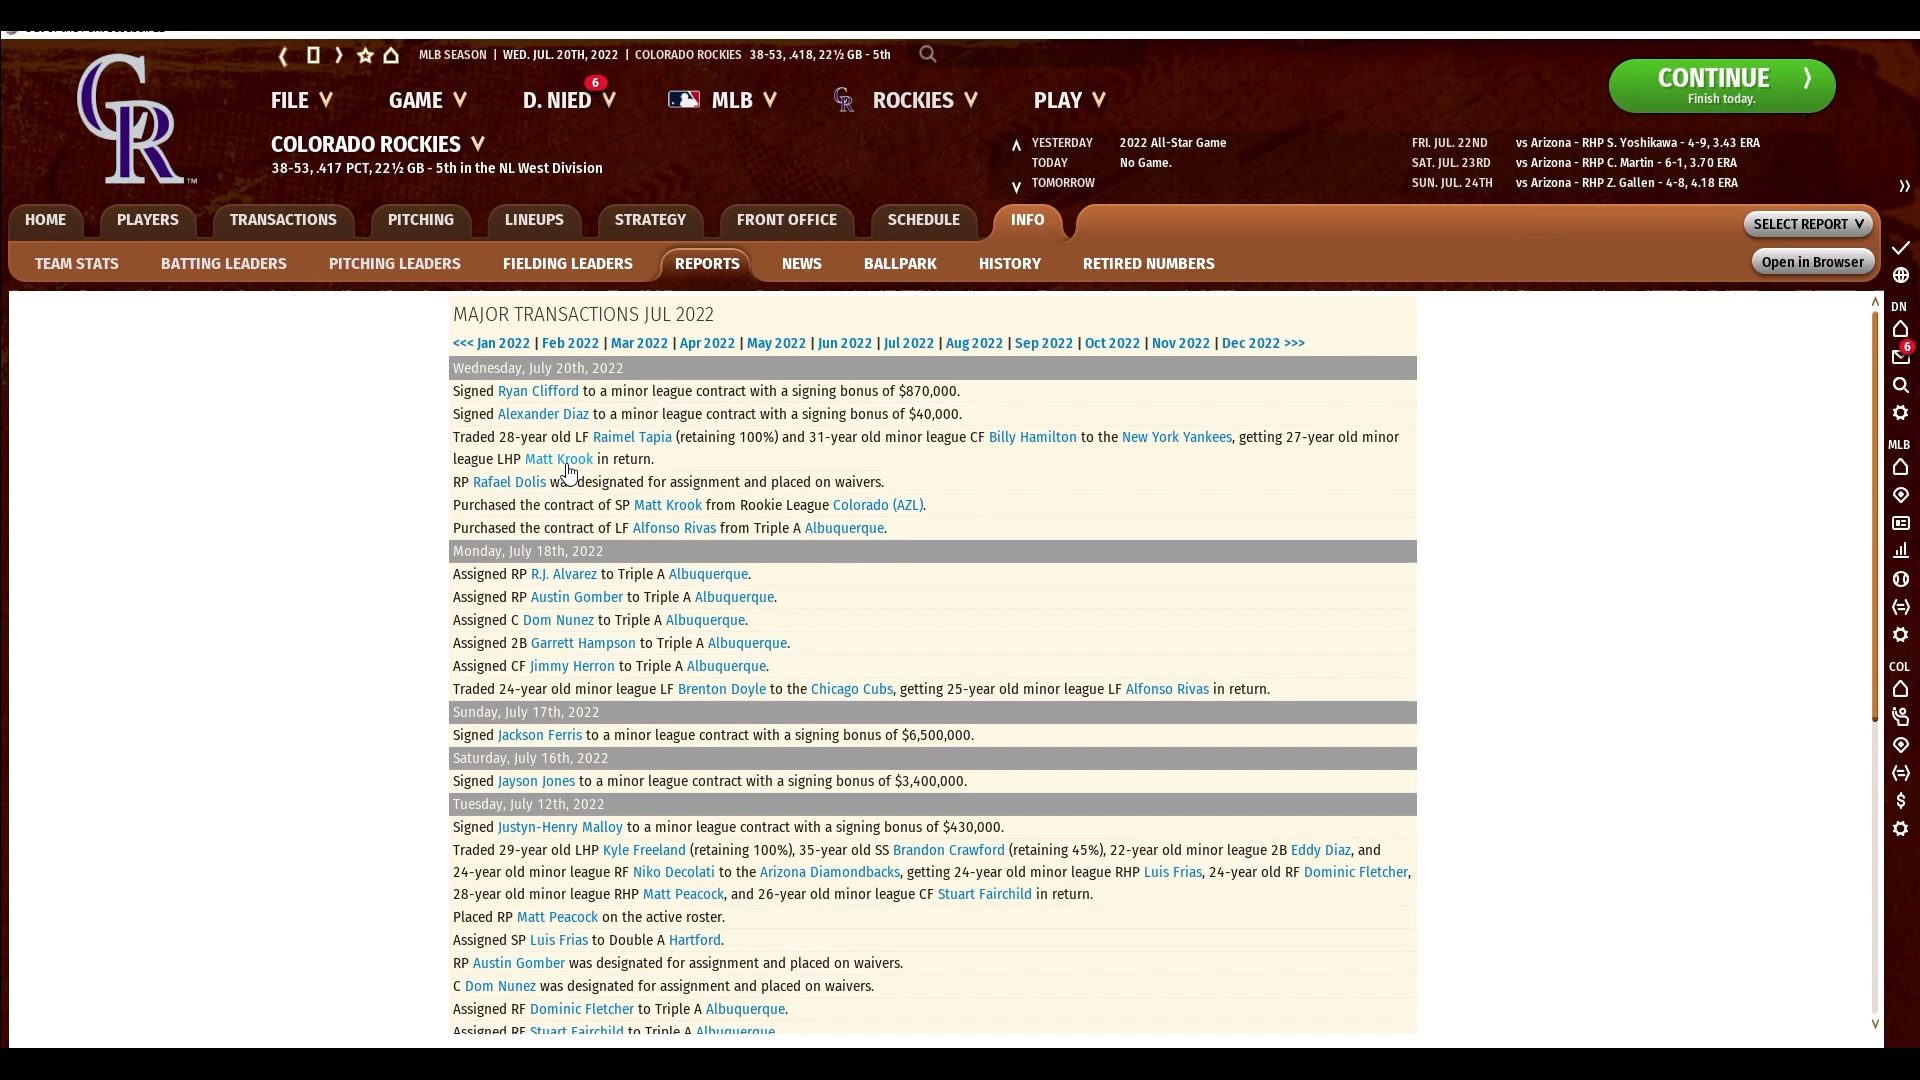 MLB SEASON | WED. JUL. 20TH, 2022 | COLORADO ROCKIES 38-53, .418, 22½ GB - 5th
FILE GAME D. NIED 6 MLB ROCKIES PLAY
CONTINUE
Finish today.
COLORADO ROCKIES
38-53, .417 PCT, 22½ GB - 5th in the NL West Division
YESTERDAY 2022 All-Star Game FRI. JUL. 22ND vs Arizona - RHP S. Yoshikawa - 4-9, 3.43 ERA
TODAY No Game. SAT. JUL. 23RD vs Arizona - RHP C. Martin - 6-1, 3.70 ERA
TOMORROW SUN. JUL. 24TH vs Arizona - RHP Z. Gallen - 4-8, 4.18 ERA
HOME PLAYERS TRANSACTIONS PITCHING LINEUPS STRATEGY FRONT OFFICE SCHEDULE INFO SELECT REPORT
TEAM STATS BATTING LEADERS PITCHING LEADERS FIELDING LEADERS REPORTS NEWS BALLPARK HISTORY RETIRED NUMBERS Open in Browser
MAJOR TRANSACTIONS JUL 2022
<<< Jan 2022 | Feb 2022 | Mar 2022 | Apr 2022 | May 2022 | Jun 2022 | Jul 2022 | Aug 2022 | Sep 2022 | Oct 2022 | Nov 2022 | Dec 2022 >>>
Wednesday, July 20th, 2022
Signed Ryan Clifford to a minor league contract with a signing bonus of $870,000.
Signed Alexander Diaz to a minor league contract with a signing bonus of $40,000.
Traded 28-year old LF Raimel Tapia (retaining 100%) and 31-year old minor league CF Billy Hamilton to the New York Yankees, getting 27-year old minor
league LHP Matt Krook in return.
RP Rafael Dolis was designated for assignment and placed on waivers.
Purchased the contract of SP Matt Krook from Rookie League Colorado (AZL).
Purchased the contract of LF Alfonso Rivas from Triple A Albuquerque.
Monday, July 18th, 2022
Assigned RP R.J. Alvarez to Triple A Albuquerque.
Assigned RP Austin Gomber to Triple A Albuquerque.
Assigned C Dom Nunez to Triple A Albuquerque.
Assigned 2B Garrett Hampson to Triple A Albuquerque.
Assigned CF Jimmy Herron to Triple A Albuquerque.
Traded 24-year old minor league LF Brenton Doyle to the Chicago Cubs, getting 25-year old minor league LF Alfonso Rivas in return.
Sunday, July 17th, 2022
Signed Jackson Ferris to a minor league contract with a signing bonus of $6,500,000.
Saturday, July 16th, 2022
Signed Jayson Jones to a minor league contract with a signing bonus of $3,400,000.
Tuesday, July 12th, 2022
Signed Justyn-Henry Malloy to a minor league contract with a signing bonus of $430,000.
Traded 29-year old LHP Kyle Freeland (retaining 100%), 35-year old SS Brandon Crawford (retaining 45%), 22-year old minor league 2B Eddy Diaz, and
24-year old minor league RF Niko Decolati to the Arizona Diamondbacks, getting 24-year old minor league RHP Luis Frias, 24-year old RF Dominic Fletcher,
28-year old minor league RHP Matt Peacock, and 26-year old minor league CF Stuart Fairchild in return.
Placed RP Matt Peacock on the active roster.
Assigned SP Luis Frias to Double A Hartford.
RP Austin Gomber was designated for assignment and placed on waivers.
C Dom Nunez was designated for assignment and placed on waivers.
Assigned RF Dominic Fletcher to Triple A Albuquerque.
Assigned RF Stuart Fairchild to Triple A Albuquerque
DN
6
MLB
COL